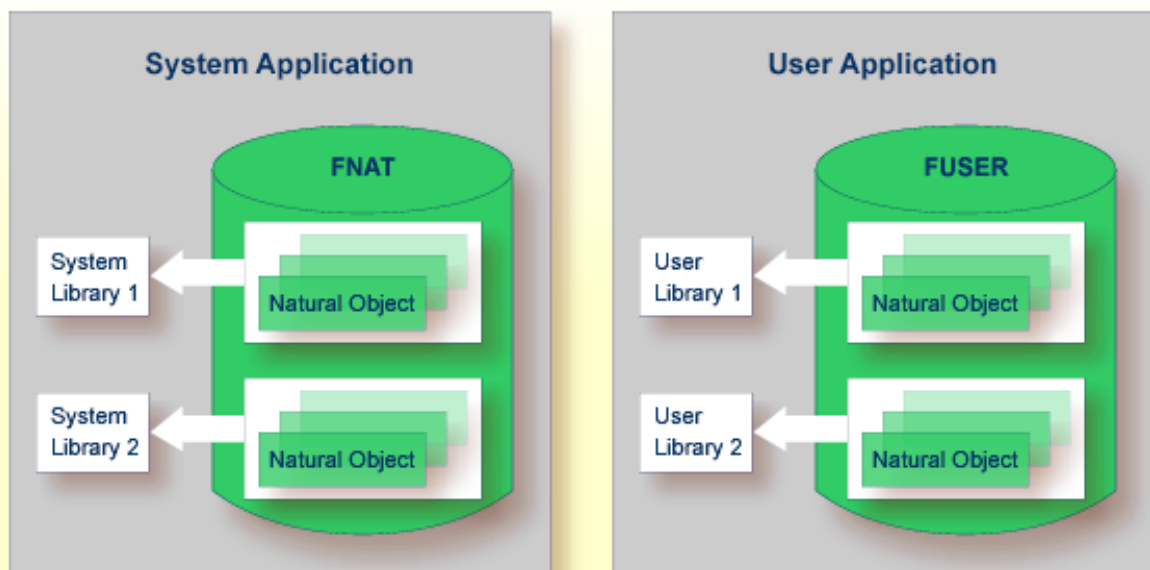 System Application
FNAT
System
Library 1
Natural Object
System
Library 2
Natural Object
User Application
FUSER
User
Library 1
Natural Object
User
Library 2
Natural Object